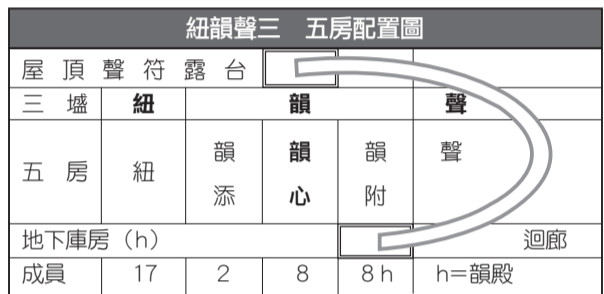 紐韻聲三　五房配置圖
屋頂聲符露台
三墟 紐 韻 聲
五房 紐 韻添 韻心 韻附 聲
地下庫房（h） 迴廊
成員 17 2 8 8h h＝韻殿